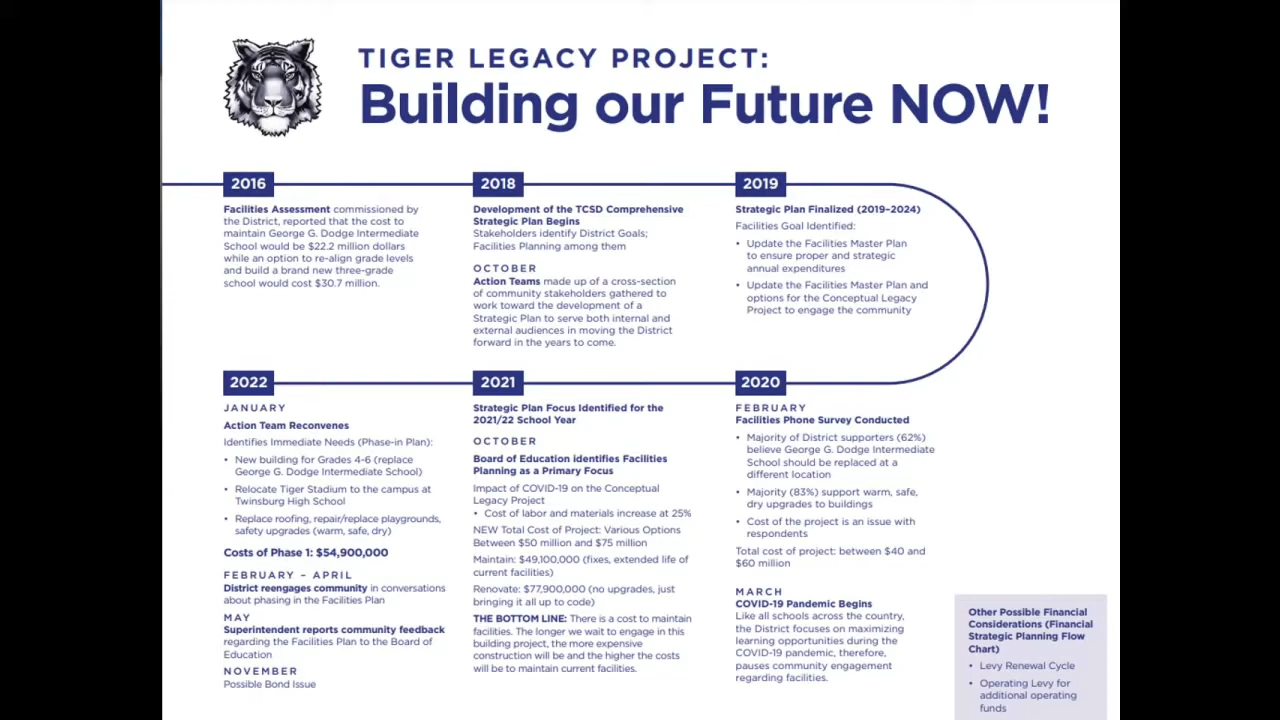 TIGER LEGACY PROJECT:
Building our Future NOW!
2016
Facilities Assessment commissioned by
the District, reported that the cost to
maintain George G. Dodge Intermediate
School would be $22.2 million dollars
while an option to re-align grade levels
and build a brand new three-grade
school would cost $30.7 million.
2018
Development of the TCSD Comprehensive
Strategic Plan Begins
Stakeholders identify District Goals;
Facilities Planning among them
OCTOBER
Action Teams made up of a cross-section
of community stakeholders gathered to
work toward the development of a
Strategic Plan to serve both internal and
external audiences in moving the District
forward in the years to come.
2019
Strategic Plan Finalized (2019–2024)
Facilities Goal Identified:
• Update the Facilities Master Plan
to ensure proper and strategic
annual expenditures
• Update the Facilities Master Plan and
options for the Conceptual Legacy
Project to engage the community
2022
JANUARY
Action Team Reconvenes
Identifies Immediate Needs (Phase-in Plan):
• New building for Grades 4-6 (replace
George G. Dodge Intermediate School)
• Relocate Tiger Stadium to the campus at
Twinsburg High School
• Replace roofing, repair/replace playgrounds,
safety upgrades (warm, safe, dry)
Costs of Phase 1: $54,900,000
FEBRUARY – APRIL
District reengages community in conversations
about phasing in the Facilities Plan
MAY
Superintendent reports community feedback
regarding the Facilities Plan to the Board of
Education
NOVEMBER
Possible Bond Issue
2021
Strategic Plan Focus Identified for the
2021/22 School Year
OCTOBER
Board of Education identifies Facilities
Planning as a Primary Focus
Impact of COVID-19 on the Conceptual
Legacy Project
• Cost of labor and materials increase at 25%
NEW Total Cost of Project: Various Options
Between $50 million and $75 million
Maintain: $49,100,000 (fixes, extended life of
current facilities)
Renovate: $77,900,000 (no upgrades, just
bringing it all up to code)
THE BOTTOM LINE: There is a cost to maintain
facilities. The longer we wait to engage in this
building project, the more expensive
construction will be and the higher the costs
will be to maintain current facilities.
2020
FEBRUARY
Facilities Phone Survey Conducted
• Majority of District supporters (62%)
believe George G. Dodge Intermediate
School should be replaced at a
different location
• Majority (83%) support warm, safe,
dry upgrades to buildings
• Cost of the project is an issue with
respondents
Total cost of project: between $40 and
$60 million
MARCH
COVID-19 Pandemic Begins
Like all schools across the country,
the District focuses on maximizing
learning opportunities during the
COVID-19 pandemic, therefore,
pauses community engagement
regarding facilities.
Other Possible Financial
Considerations (Financial
Strategic Planning Flow
Chart)
• Levy Renewal Cycle
• Operating Levy for
additional operating
funds